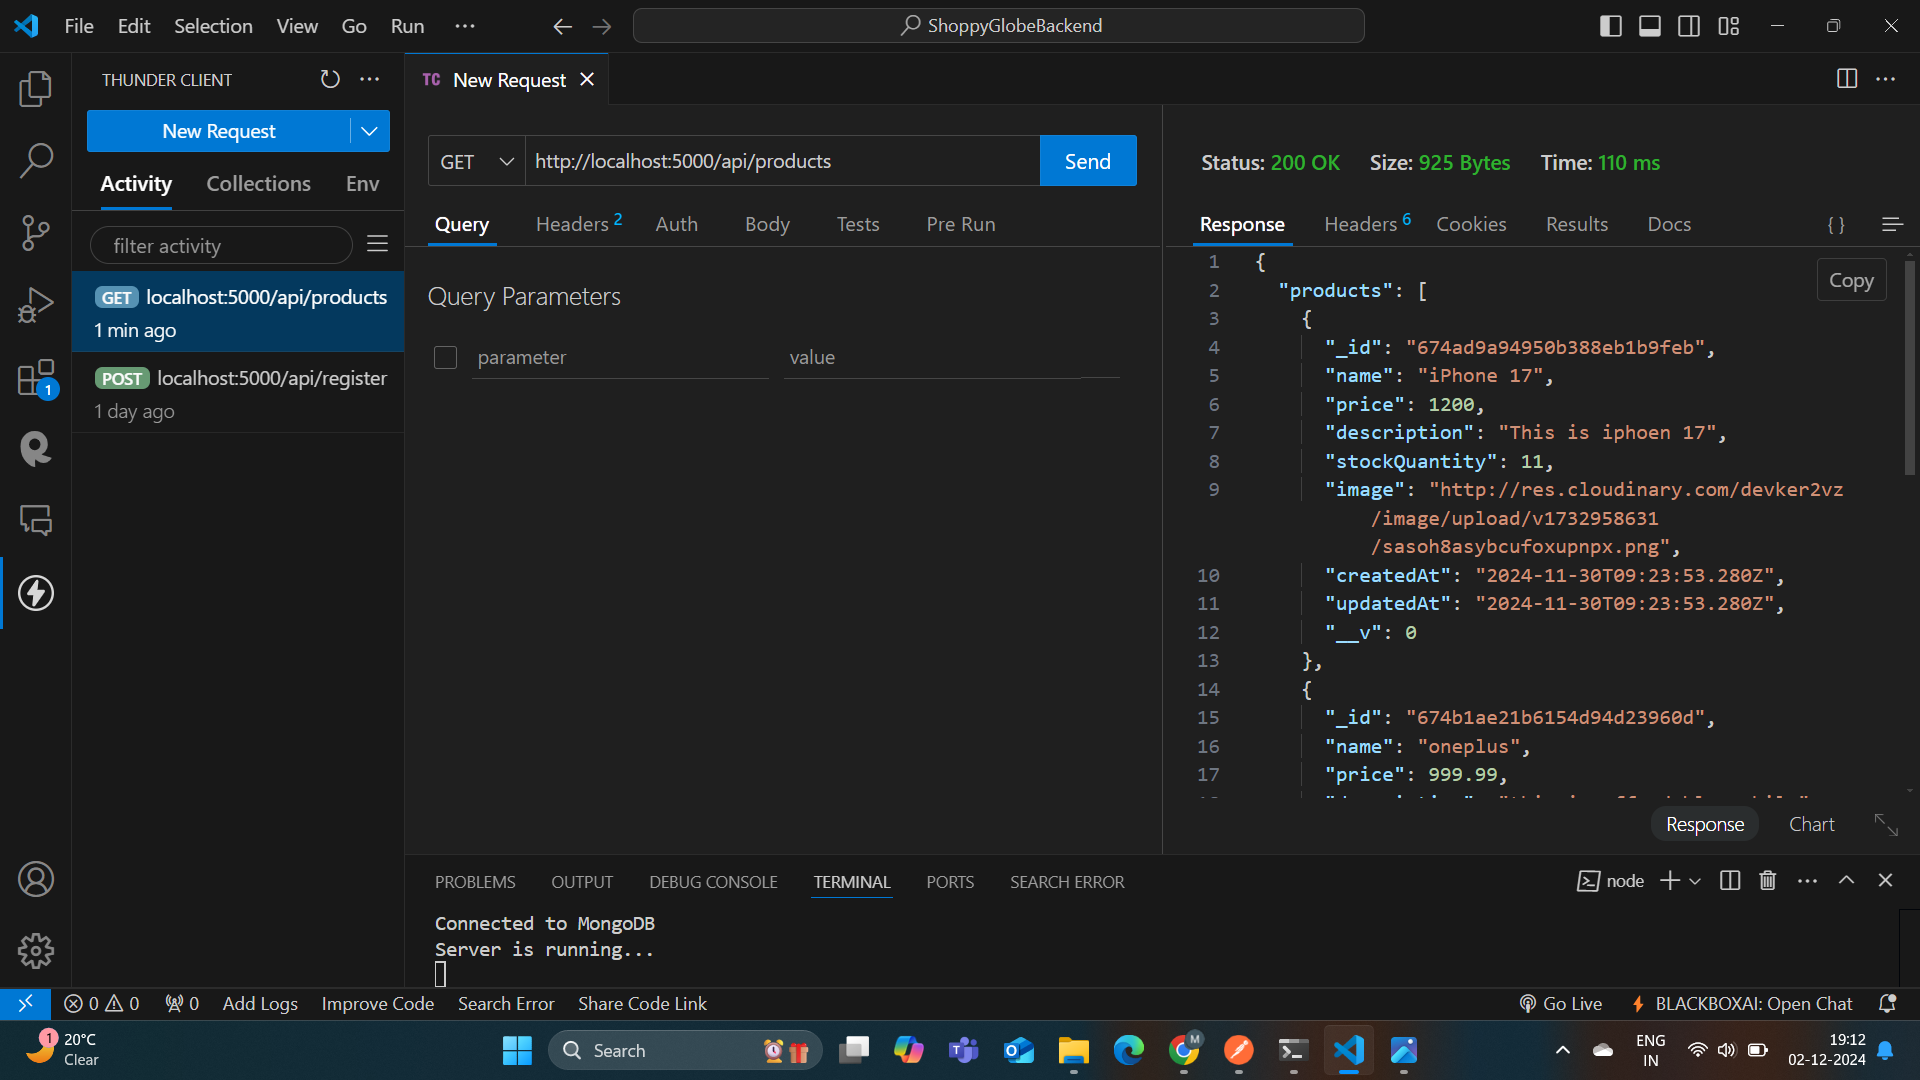 File Edit Selection View Go Run ...
ShoppyGlobeBackend
THUNDER CLIENT
New Request
Activity Collections Env
filter activity
GET localhost:5000/api/products
1 min ago
POST localhost:5000/api/register
1 day ago
1
TC New Request
GET http://localhost:5000/api/products Send
Query Headers 2 Auth Body Tests Pre Run
Query Parameters
parameter value
Status: 200 OK Size: 925 Bytes Time: 110 ms
Response Headers 6 Cookies Results Docs { }
Copy
1 {
2 "products": [
3 {
4 "_id": "674ad9a94950b388eb1b9feb",
5 "name": "iPhone 17",
6 "price": 1200,
7 "description": "This is iphoen 17",
8 "stockQuantity": 11,
9 "image": "http://res.cloudinary.com/devker2vz
/image/upload/v1732958631
/sasoh8asybcufoxupnpx.png",
10 "createdAt": "2024-11-30T09:23:53.280Z",
11 "updatedAt": "2024-11-30T09:23:53.280Z",
12 "__v": 0
13 },
14 {
15 "_id": "674b1ae21b6154d94d23960d",
16 "name": "oneplus",
17 "price": 999.99,
Response Chart
PROBLEMS OUTPUT DEBUG CONSOLE TERMINAL PORTS SEARCH ERROR
node
Connected to MongoDB
Server is running...
0 0 0 Add Logs Improve Code Search Error Share Code Link
Go Live BLACKBOXAI: Open Chat
1 20°C
Clear
Search
M
ENG
IN
19:12
02-12-2024